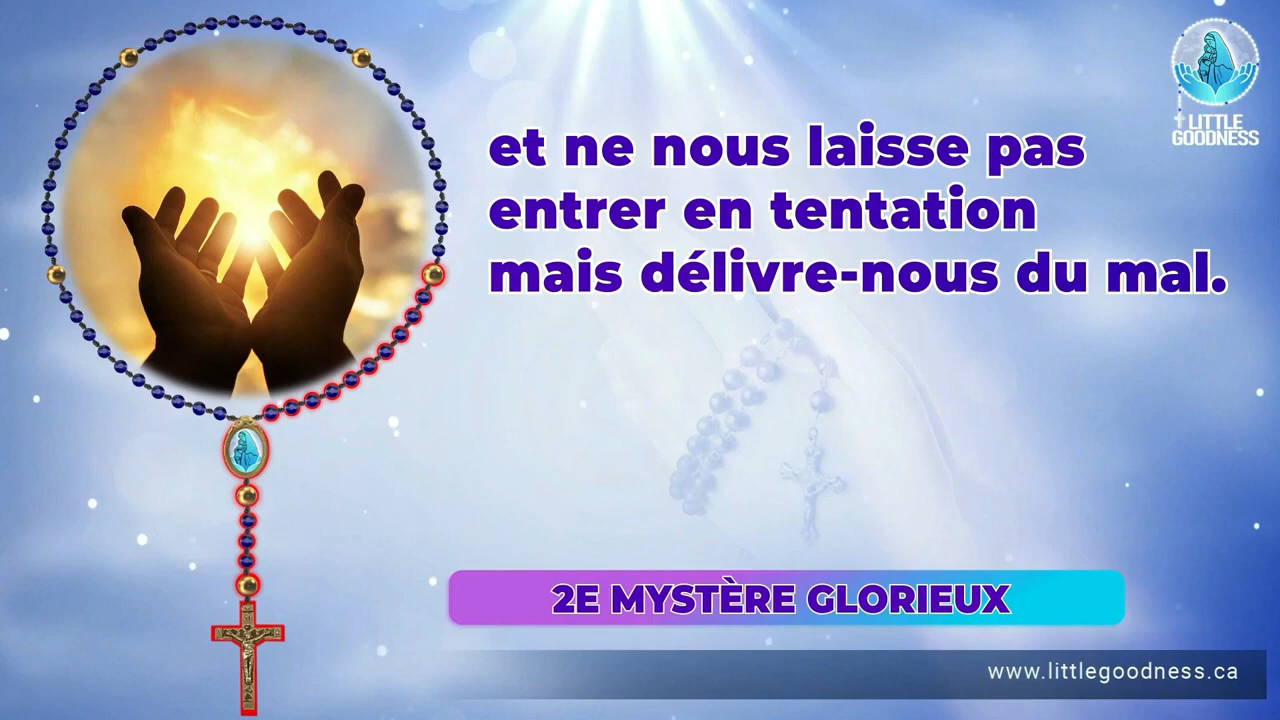 et ne nous laisse pas
entrer en tentation
mais délivre-nous du mal.
LITTLE
GOODNESS
2E MYSTÈRE GLORIEUX
www.littlegoodness.ca